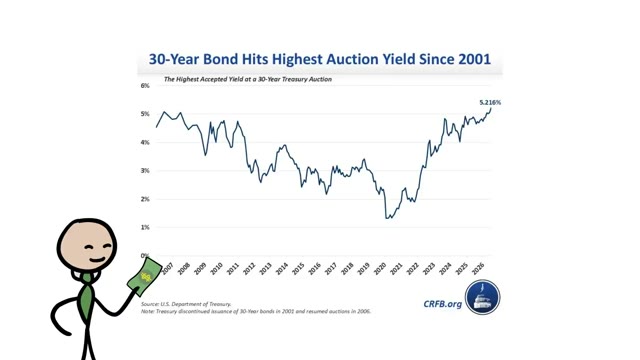 30-Year Bond Hits Highest Auction Yield Since 2001
The Highest Accepted Yield at a 30-Year Treasury Auction
6%
5.216%
5%
4%
3%
2%
1%
0%
2007 2008 2009 2010 2011 2012 2013 2014 2015 2016 2017 2018 2019 2020 2021 2022 2023 2024 2025 2026
Source: U.S. Department of Treasury.
Note: Treasury discontinued issuance of 30-Year bonds in 2001 and resumed auctions in 2006.
CRFB.org